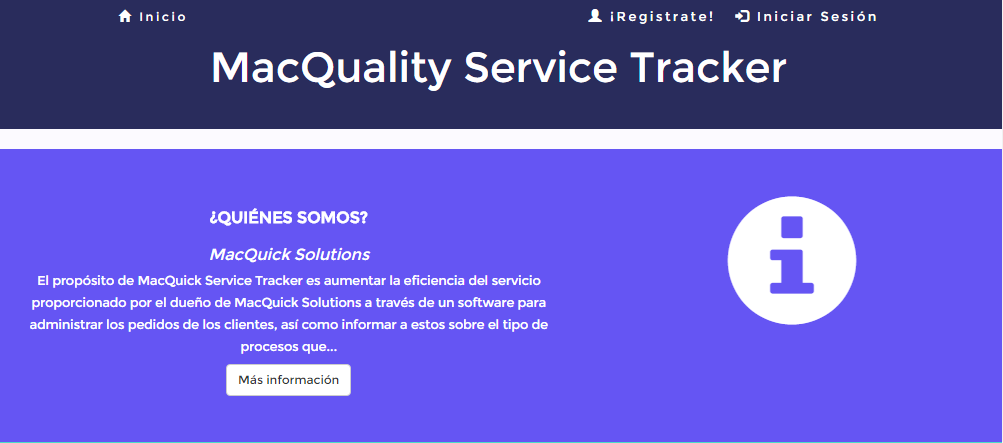 Inicio
¡Registrate!
Iniciar Sesión
MacQuality Service Tracker
¿QUIÉNES SOMOS?
MacQuick Solutions
El propósito de MacQuick Service Tracker es aumentar la eficiencia del servicio
proporcionado por el dueño de MacQuick Solutions a través de un software para
administrar los pedidos de los clientes, así como informar a estos sobre el tipo de
procesos que...
Más información